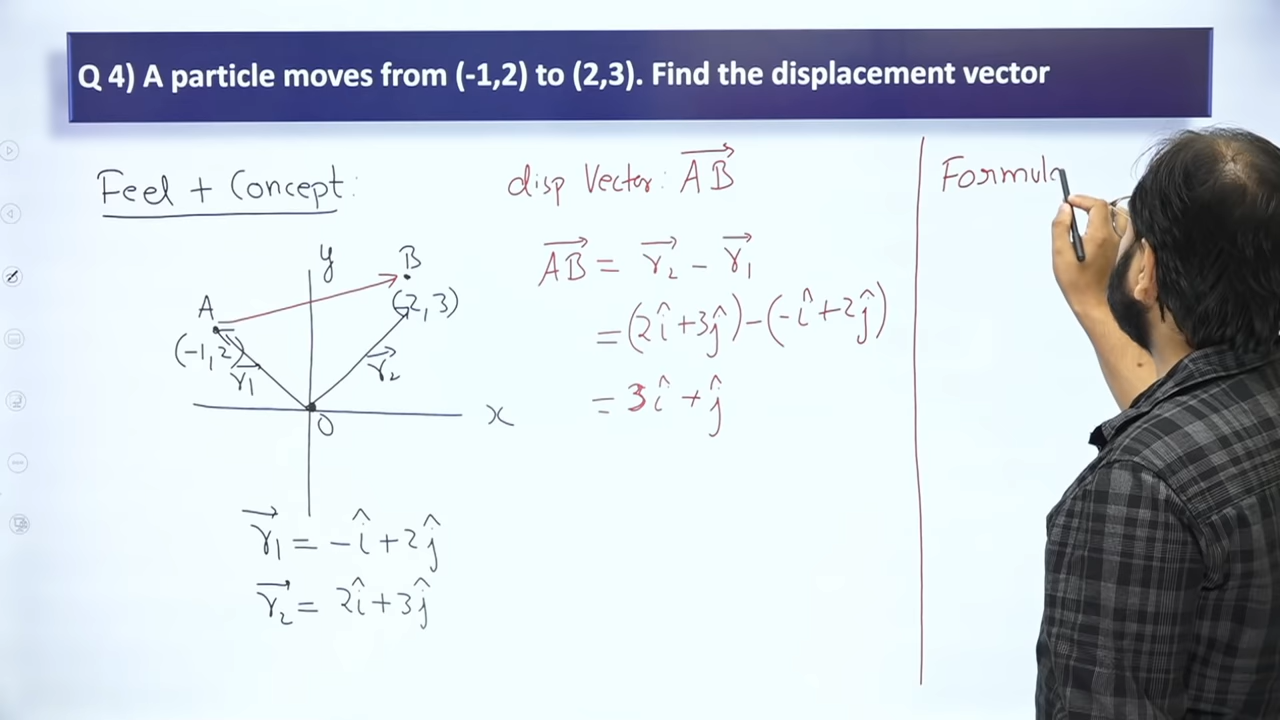 Q 4) A particle moves from (-1,2) to (2,3). Find the displacement vector
Feel + Concept:
y
B
(2, 3)
A
(-1, 2)
r₁⃗
r₂⃗
O
x
r₁⃗ = -î + 2ĵ
r₂⃗ = 2î + 3ĵ
disp Vector: AB⃗
AB⃗ = r₂⃗ - r₁⃗
= (2î + 3ĵ) - (-î + 2ĵ)
= 3î + ĵ
Formula